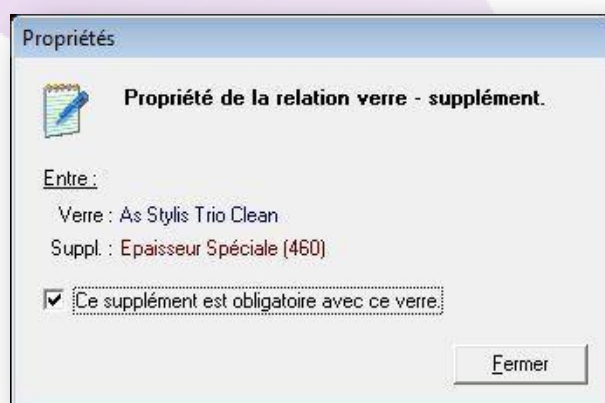 Propriétés
Propriété de la relation verre - supplément.
Entre :
Verre : As Stylis Trio Clean
Suppl. : Epaisseur Spéciale (460)
Ce supplément est obligatoire avec ce verre.
Fermer